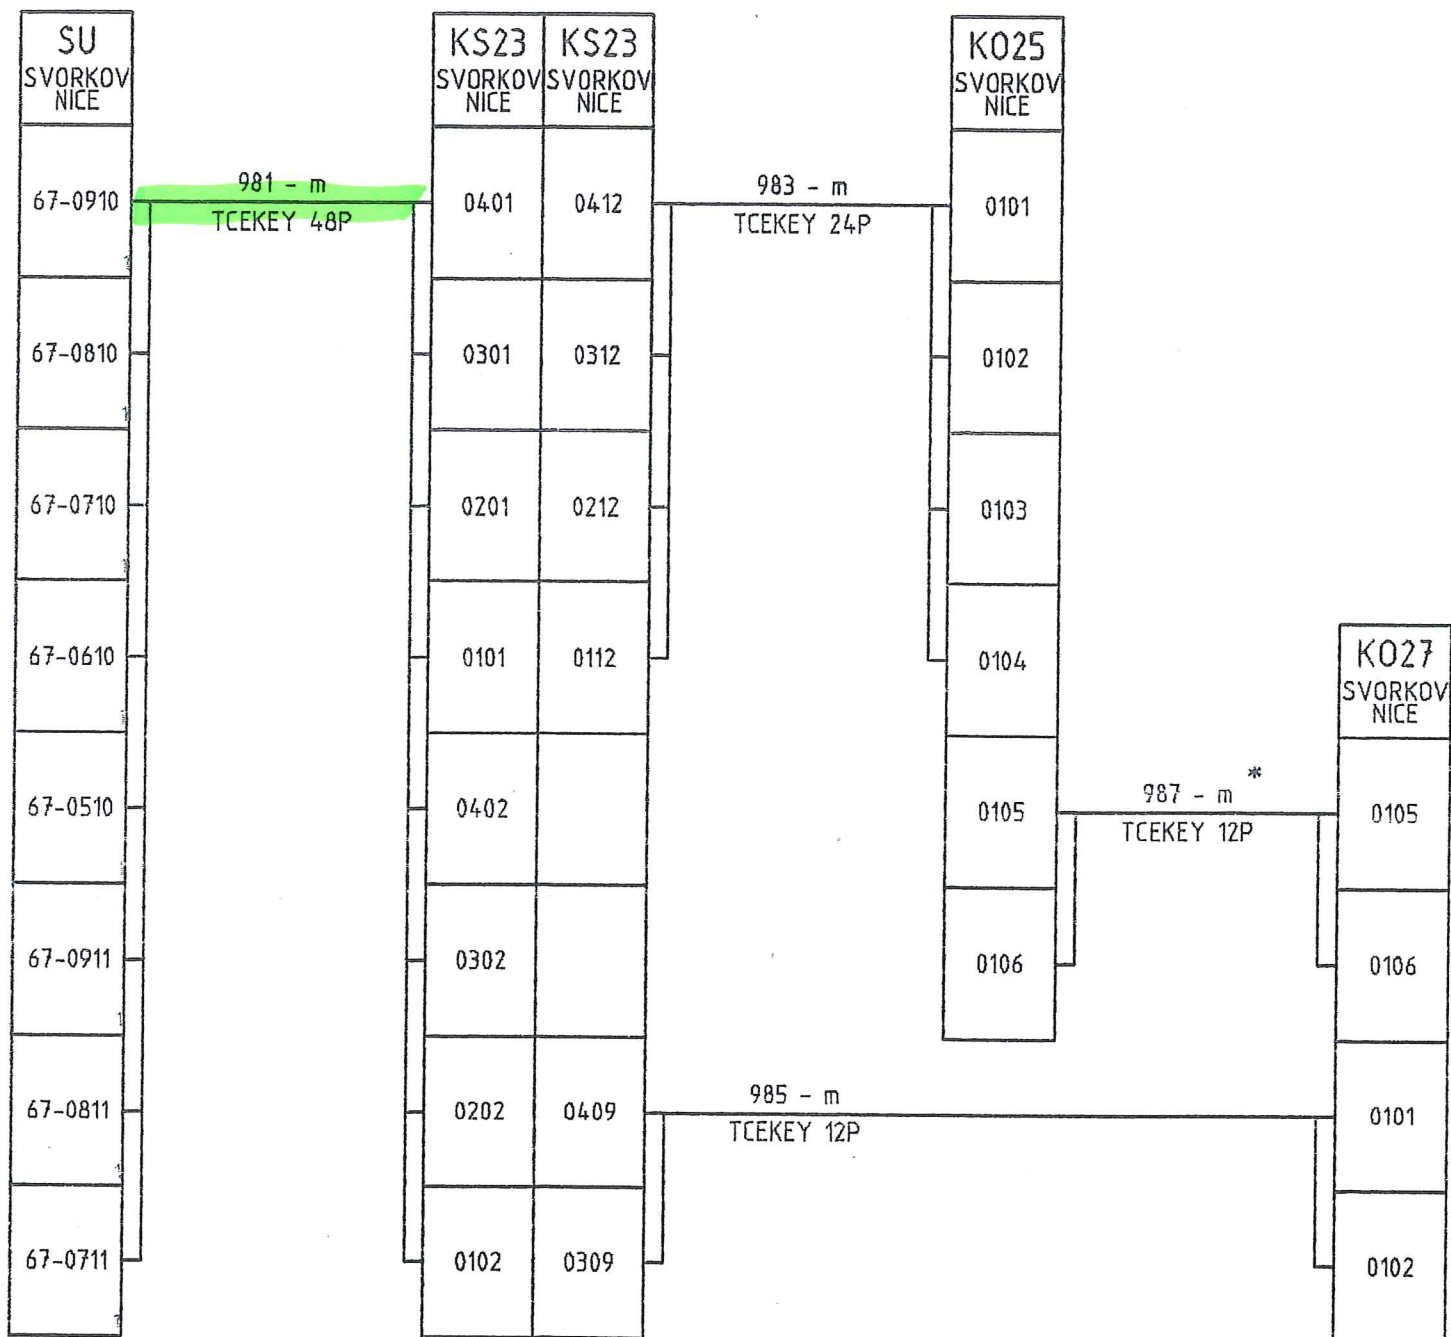 SU
SVORKOV
NICE
67-0910
67-0810
67-0710
67-0610
67-0510
67-0911
67-0811
67-0711
981 - m
TCEKEY 48P
KS23
SVORKOV
NICE
0401
0301
0201
0101
0402
0302
0202
0102
KS23
SVORKOV
NICE
0412
0312
0212
0112
0409
0309
983 - m
TCEKEY 24P
985 - m
TCEKEY 12P
KO25
SVORKOV
NICE
0101
0102
0103
0104
0105
0106
987 - m *
TCEKEY 12P
KO27
SVORKOV
NICE
0105
0106
0101
0102